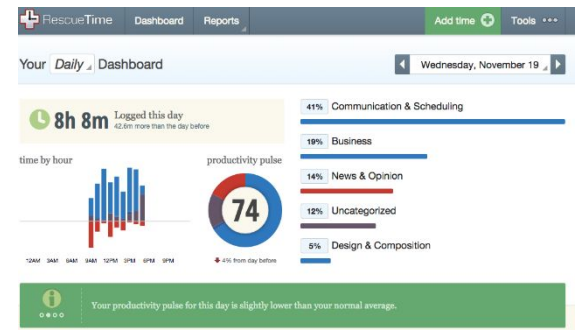 RescueTime Dashboard Reports Add time Tools
Your Daily Dashboard
Wednesday, November 19
8h 8m Logged this day
42.6m more than the day before
time by hour
12AM 3AM 6AM 9AM 12PM 3PM 6PM 9PM
productivity pulse
74
4% from day before
41% Communication & Scheduling
19% Business
14% News & Opinion
12% Uncategorized
5% Design & Composition
Your productivity pulse for this day is slightly lower than your normal average.